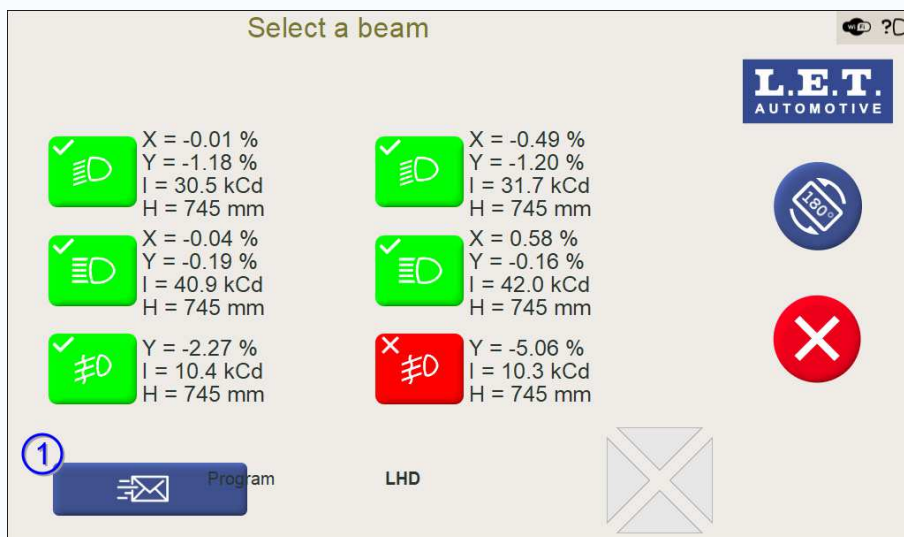 Select a beam
WiFi ?
L.E.T.
AUTOMOTIVE
X = -0.01 %
Y = -1.18 %
I = 30.5 kCd
H = 745 mm
X = -0.49 %
Y = -1.20 %
I = 31.7 kCd
H = 745 mm
180°
X = -0.04 %
Y = -0.19 %
I = 40.9 kCd
H = 745 mm
X = 0.58 %
Y = -0.16 %
I = 42.0 kCd
H = 745 mm
Y = -2.27 %
I = 10.4 kCd
H = 745 mm
Y = -5.06 %
I = 10.3 kCd
H = 745 mm
1
Program
LHD